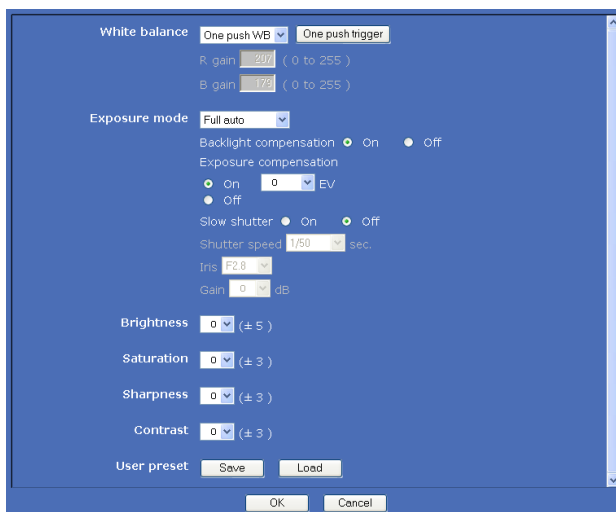 White balance One push WB One push trigger
R gain 207 ( 0 to 255 )
B gain 179 ( 0 to 255 )
Exposure mode Full auto
Backlight compensation On Off
Exposure compensation
On 0 EV
Off
Slow shutter On Off
Shutter speed 1/50 sec.
Iris F2.8
Gain 0 dB
Brightness 0 (± 5 )
Saturation 0 (± 3 )
Sharpness 0 (± 3 )
Contrast 0 (± 3 )
User preset Save Load
OK Cancel